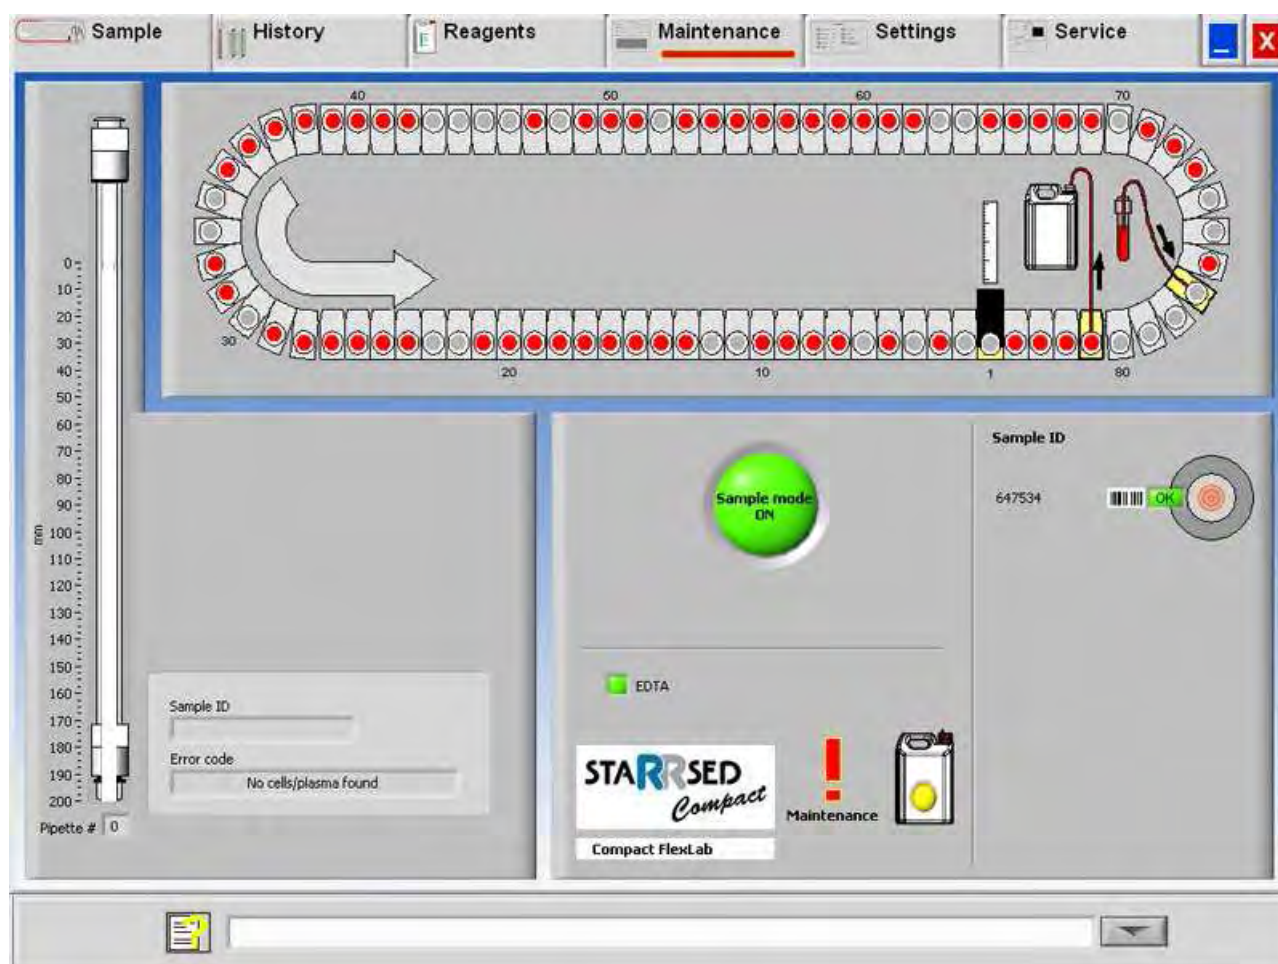 Sample
History
Reagents
Maintenance
Settings
Service
40
50
60
70
30
20
10
1
80
0
10
20
30
40
50
60
70
80
90
100
110
120
130
140
150
160
170
180
190
200
mm
Pipette # 0
Sample ID
Error code
No cells/plasma found
Sample mode
ON
EDTA
STARRSED
Compact
Compact FlexLab
Maintenance
Sample ID
647534
OK